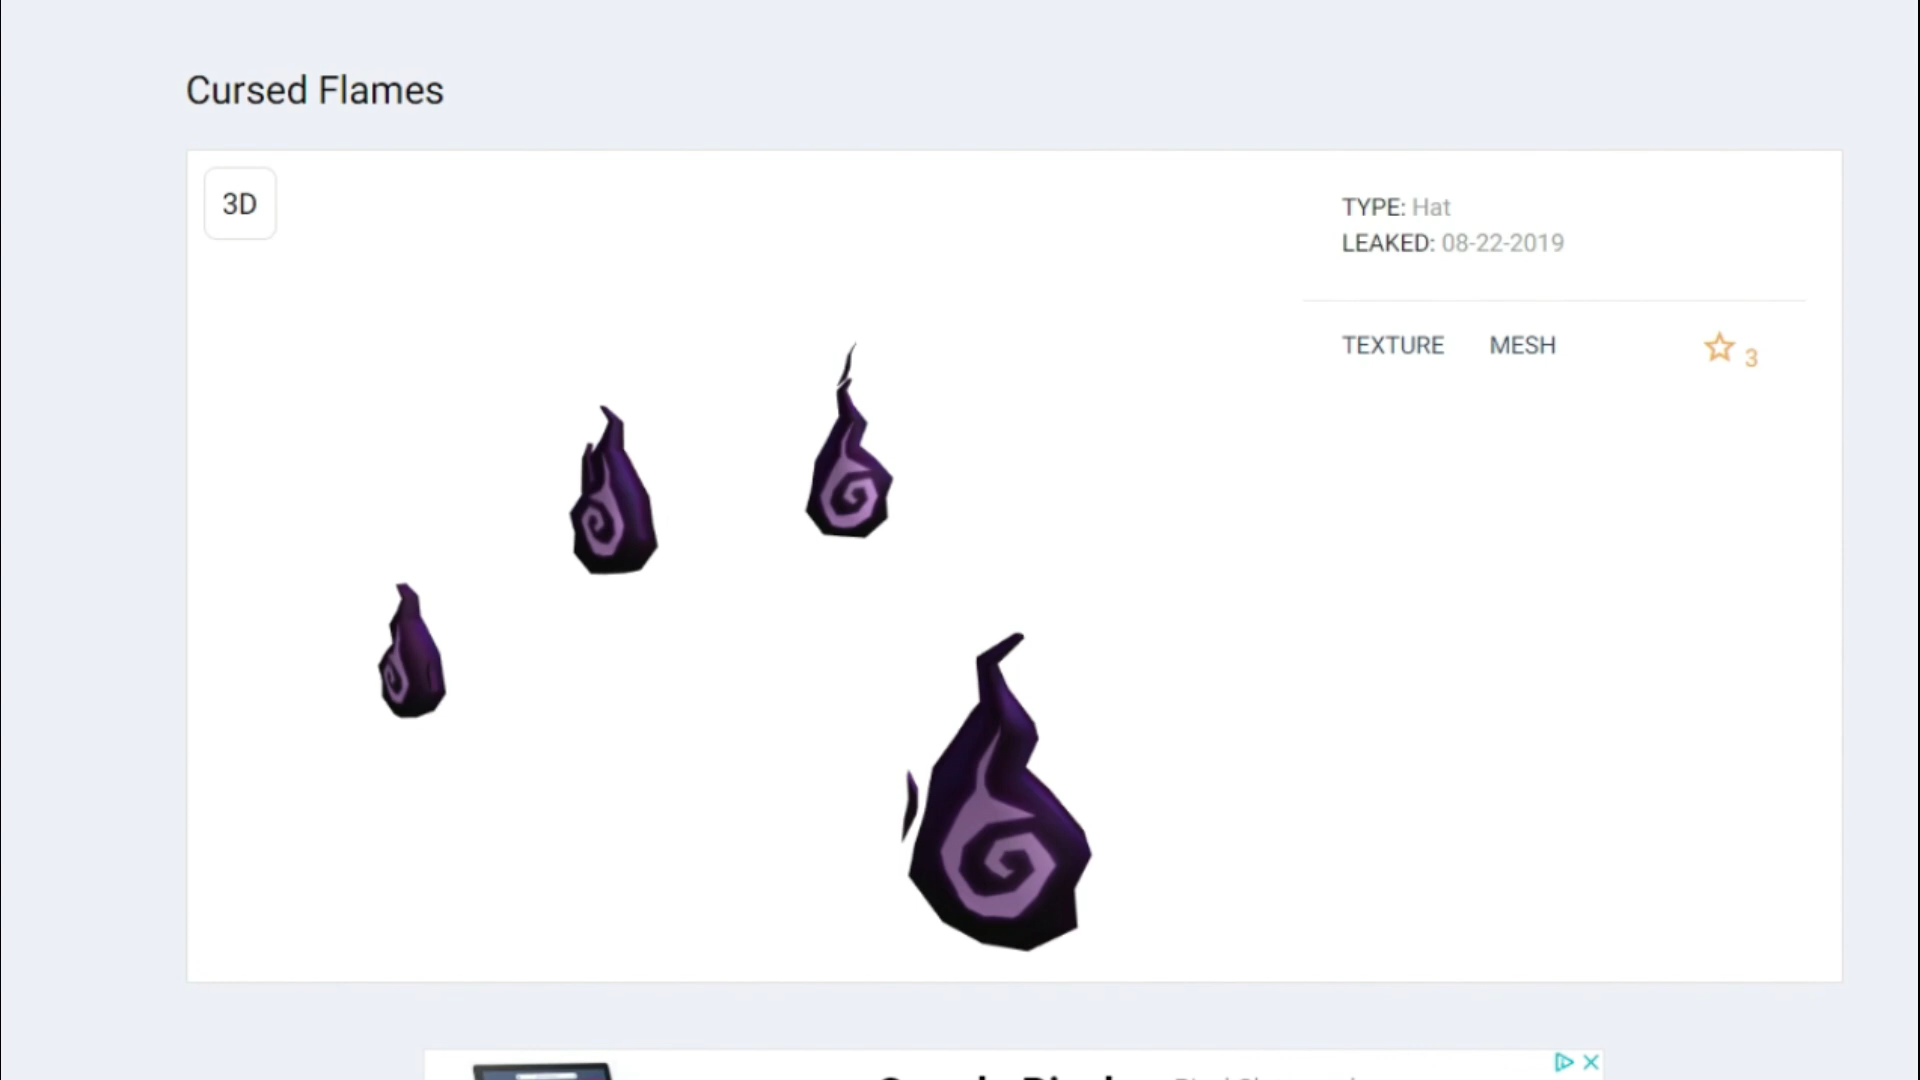 Cursed Flames
3D
TYPE: Hat
LEAKED: 08-22-2019
TEXTURE MESH
3